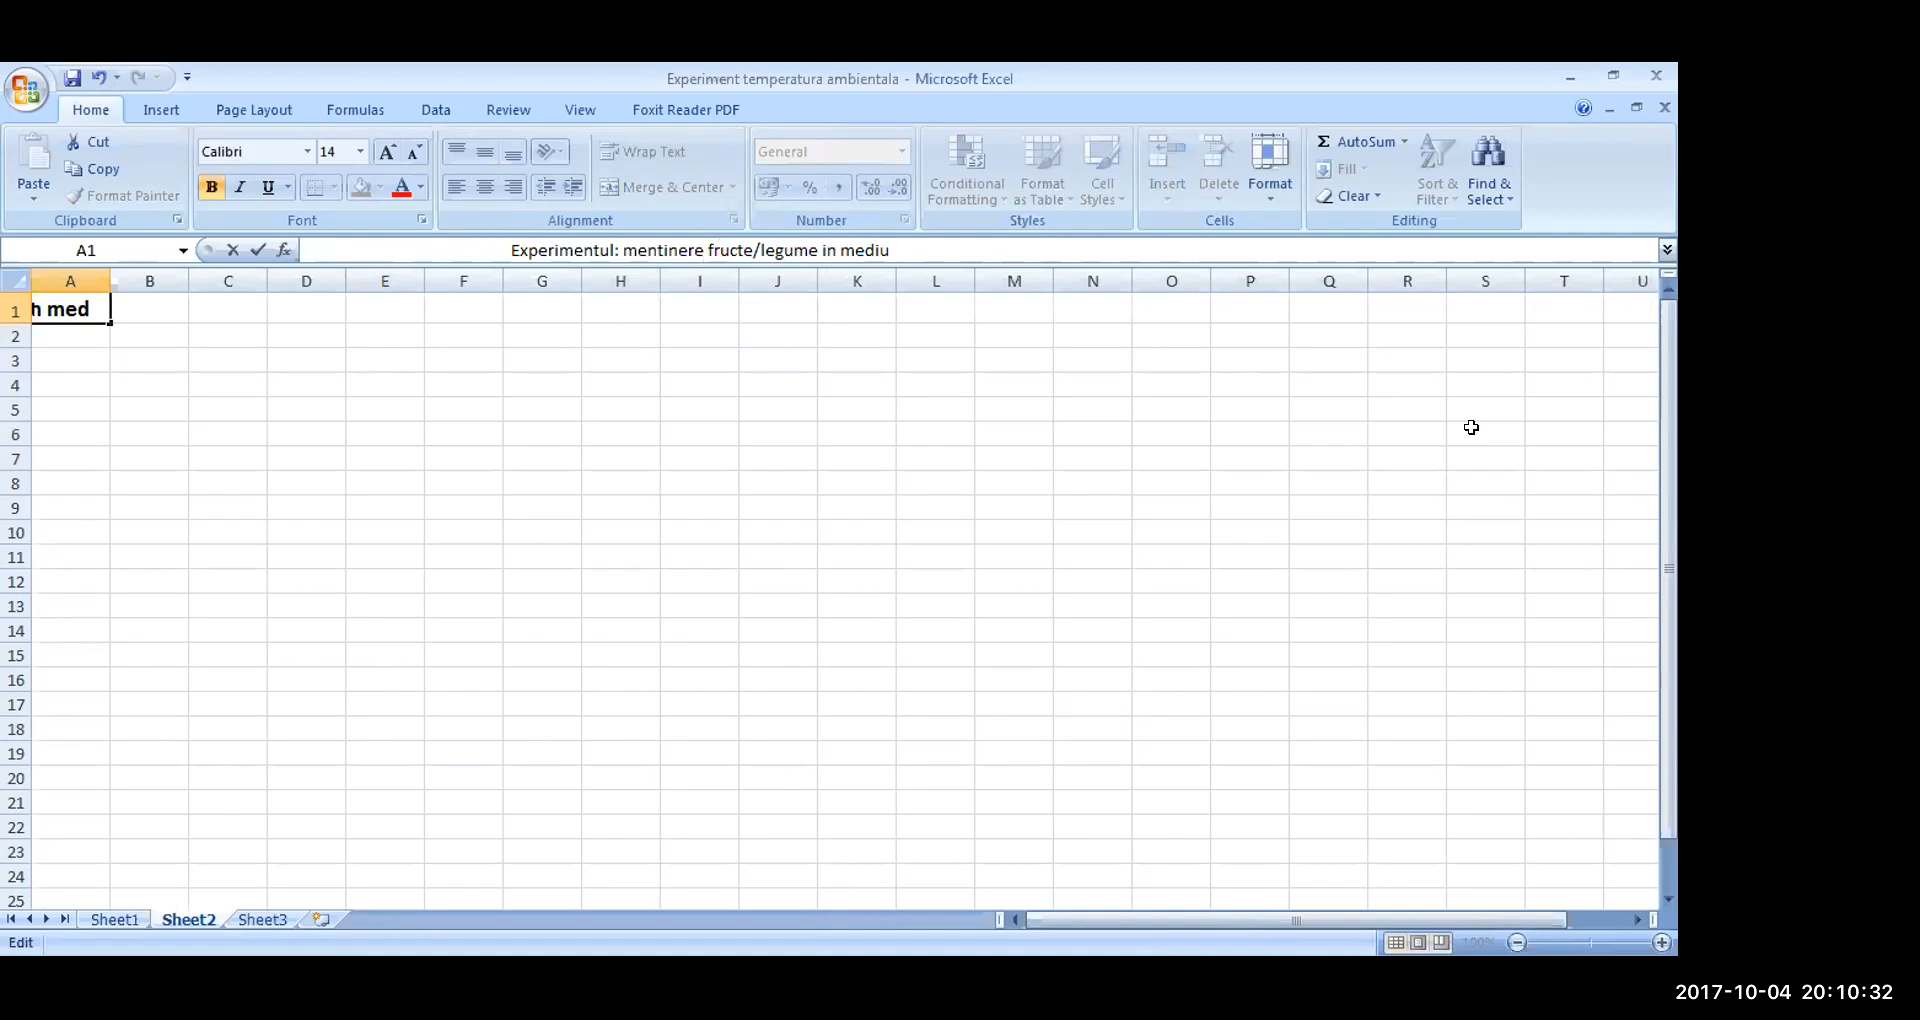 Experiment temperatura ambientala - Microsoft Excel
Home Insert Page Layout Formulas Data Review View Foxit Reader PDF
Paste
Cut
Copy
Format Painter
Clipboard
Calibri 14
B I U
Font
Wrap Text
Merge & Center
Alignment
General
%
Number
Conditional Formatting
Format as Table
Cell Styles
Styles
Insert Delete Format
Cells
Σ AutoSum
Fill
Clear
Sort & Filter
Find & Select
Editing
A1 fx Experimentul: mentinere fructe/legume in mediu
A B C D E F G H I J K L M N O P Q R S T U
1 h med
2
3
4
5
6
7
8
9
10
11
12
13
14
15
16
17
18
19
20
21
22
23
24
25
Sheet1 Sheet2 Sheet3
Edit 100%
2017-10-04 20:10:32